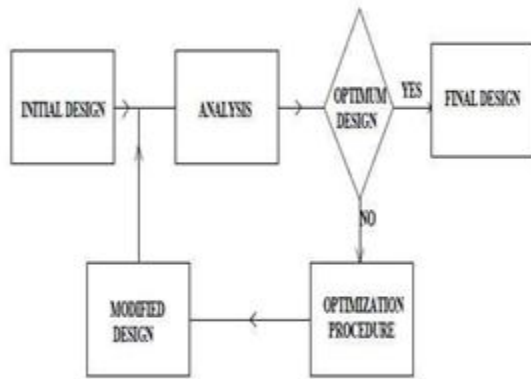 INITIAL DESIGN
ANALYSIS
OPTIMUM
DESIGN
YES
FINAL DESIGN
NO
MODIFIED
DESIGN
OPTIMIZATION
PROCEDURE